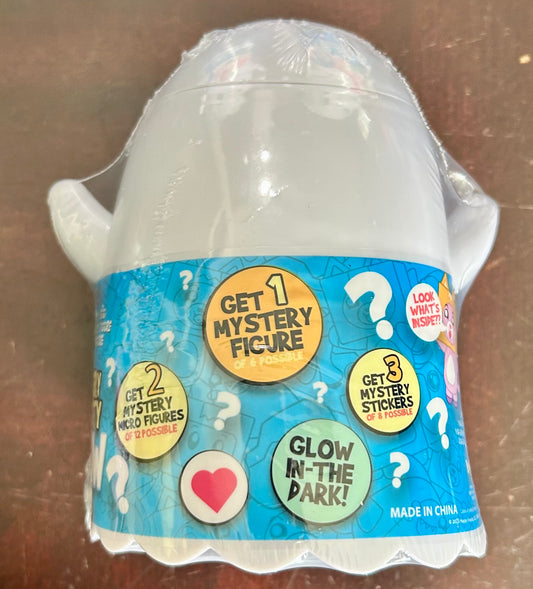 GET 1
MYSTERY
FIGURE
OF 6 POSSIBLE
LOOK
WHAT'S
INSIDE??
GET 2
MYSTERY
MICRO FIGURES
OF 12 POSSIBLE
GET 3
MYSTERY
STICKERS
OF 8 POSSIBLE
GLOW
IN-THE
DARK!
MADE IN CHINA